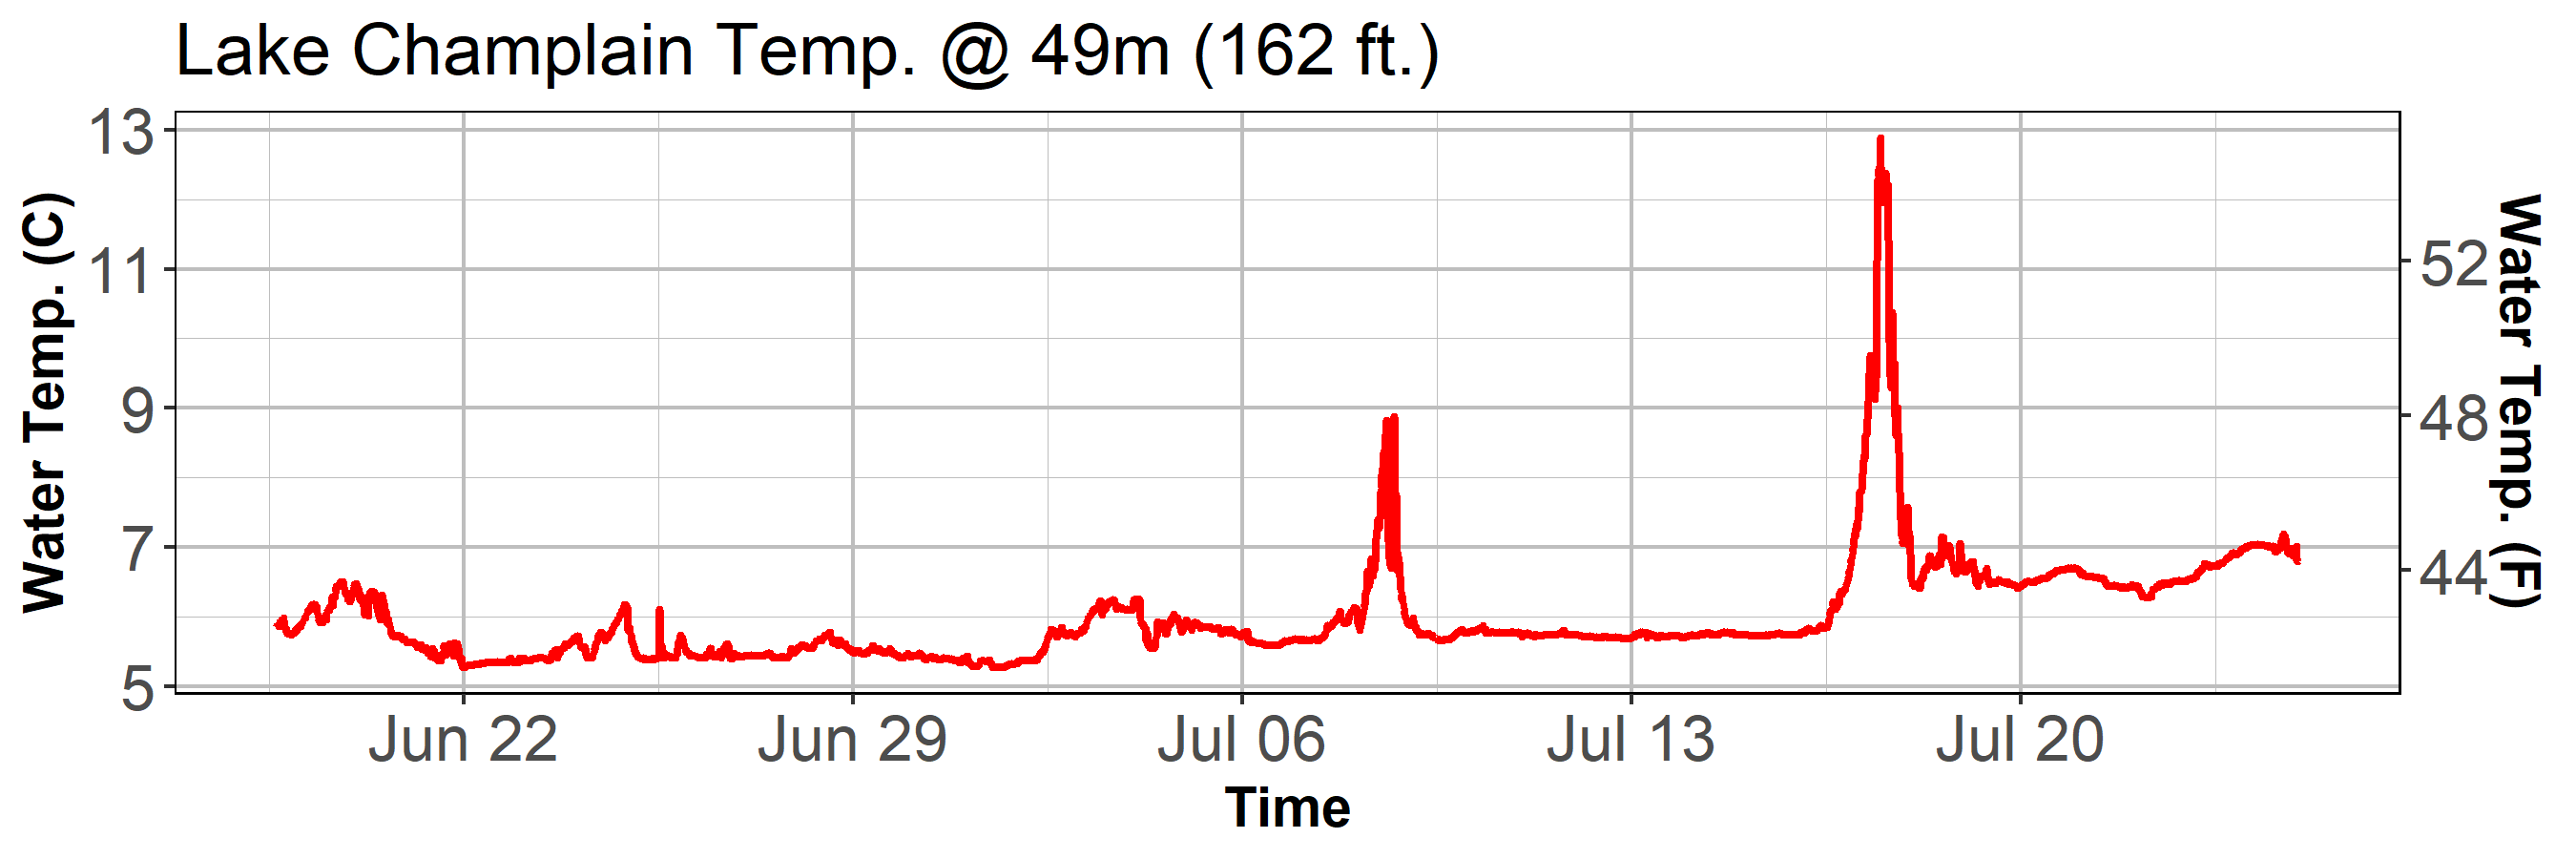 Lake Champlain Temp. @ 49m (162 ft.)
Water Temp. (C)
13
11
9
7
5
52
48
44
Water Temp. (F)
Jun 22 Jun 29 Jul 06 Jul 13 Jul 20
Time